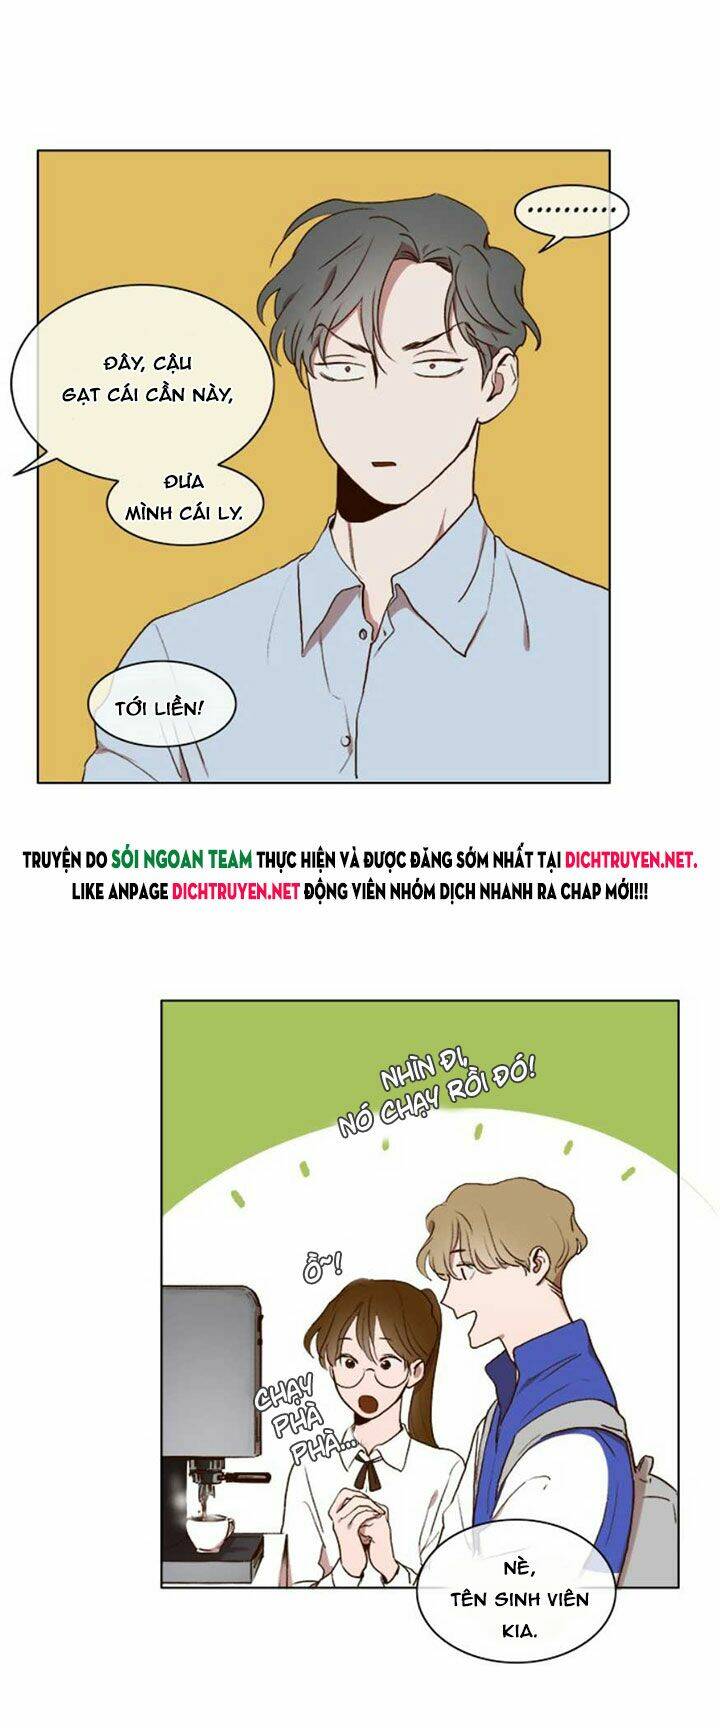 ..........
ĐÂY, CẬU
GẠT CÁI CẦN NÀY,
ĐƯA
MÌNH CÁI LY.
TỚI LIỀN!
TRUYỆN DO SÓI NGOAN TEAM THỰC HIỆN VÀ ĐƯỢC ĐĂNG SỚM NHẤT TẠI DICHTRUYEN.NET.
LIKE ANPAGE DICHTRUYEN.NET ĐỘNG VIÊN NHÓM DỊCH NHANH RA CHAP MỚI!!!
NHÌN ĐI,
NÓ CHẠY RỒI ĐÓ!
Ồ~!
CHẠY
PHÀ
PHÀ...
NÈ,
TÊN SINH VIÊN
KIA.